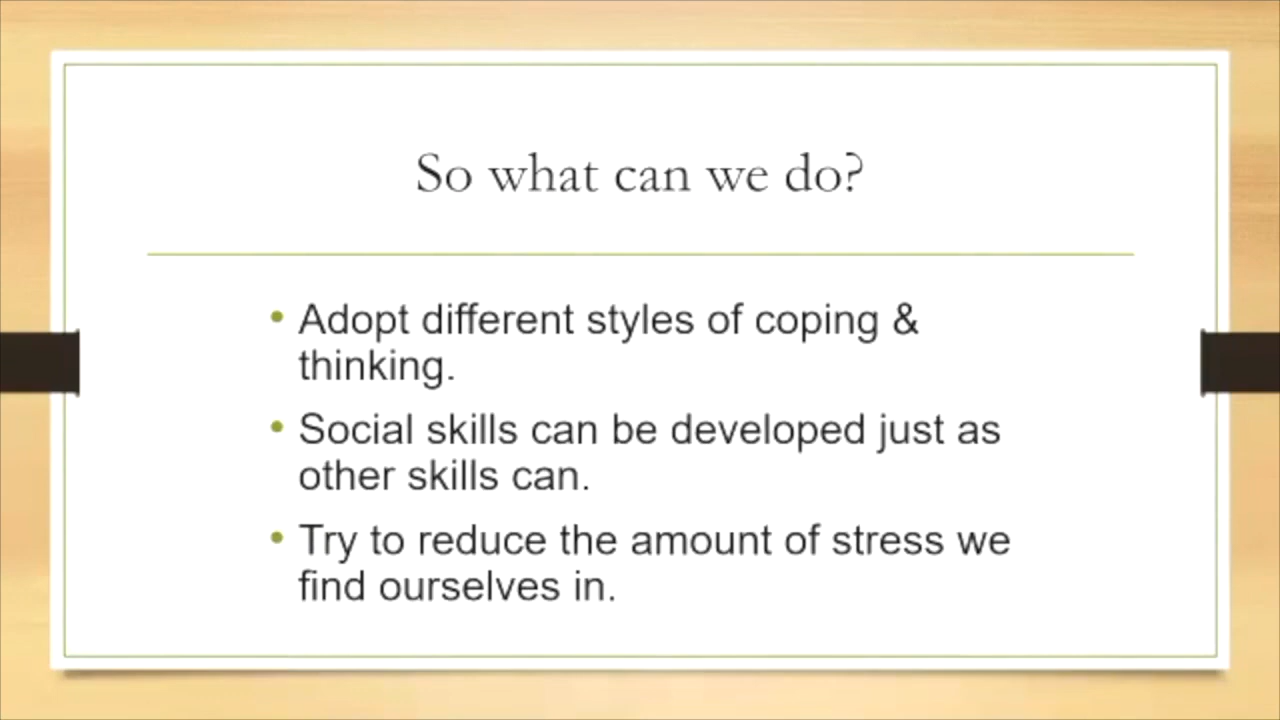 So what can we do?
• Adopt different styles of coping &
thinking.
• Social skills can be developed just as
other skills can.
• Try to reduce the amount of stress we
find ourselves in.